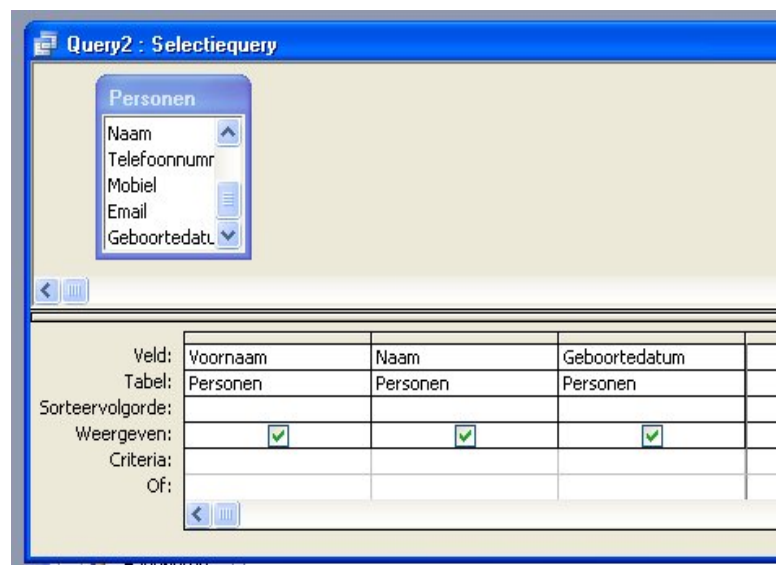 Query2 : Selectiequery
Personen
Naam
Telefoonnumr
Mobiel
Email
Geboortedatu
Veld: Voornaam Naam Geboortedatum
Tabel: Personen Personen Personen
Sorteervolgorde:
Weergeven:
Criteria:
Of: